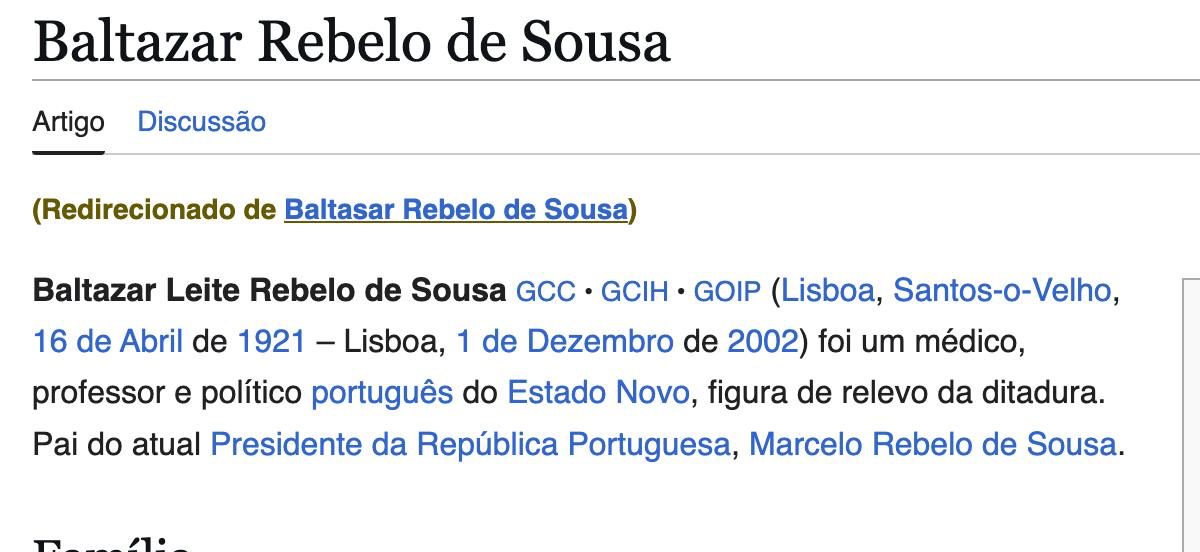 Baltazar Rebelo de Sousa
Artigo Discussão
(Redirecionado de Baltasar Rebelo de Sousa)
Baltazar Leite Rebelo de Sousa GCC • GCIH • GOIP (Lisboa, Santos-o-Velho,
16 de Abril de 1921 – Lisboa, 1 de Dezembro de 2002) foi um médico,
professor e político português do Estado Novo, figura de relevo da ditadura.
Pai do atual Presidente da República Portuguesa, Marcelo Rebelo de Sousa.
Família